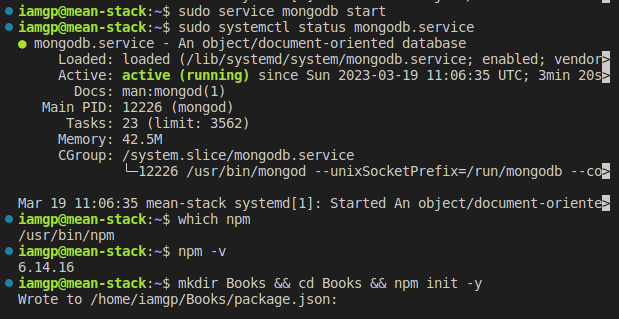 iamgp@mean-stack:~$ sudo service mongodb start
iamgp@mean-stack:~$ sudo systemctl status mongodb.service
● mongodb.service - An object/document-oriented database
     Loaded: loaded (/lib/systemd/system/mongodb.service; enabled; vendor>
     Active: active (running) since Sun 2023-03-19 11:06:35 UTC; 3min 20s>
       Docs: man:mongod(1)
   Main PID: 12226 (mongod)
      Tasks: 23 (limit: 3562)
     Memory: 42.5M
     CGroup: /system.slice/mongodb.service
             └─12226 /usr/bin/mongod --unixSocketPrefix=/run/mongodb --co>
Mar 19 11:06:35 mean-stack systemd[1]: Started An object/document-oriente>
iamgp@mean-stack:~$ which npm
/usr/bin/npm
iamgp@mean-stack:~$ npm -v
6.14.16
iamgp@mean-stack:~$ mkdir Books && cd Books && npm init -y
Wrote to /home/iamgp/Books/package.json: